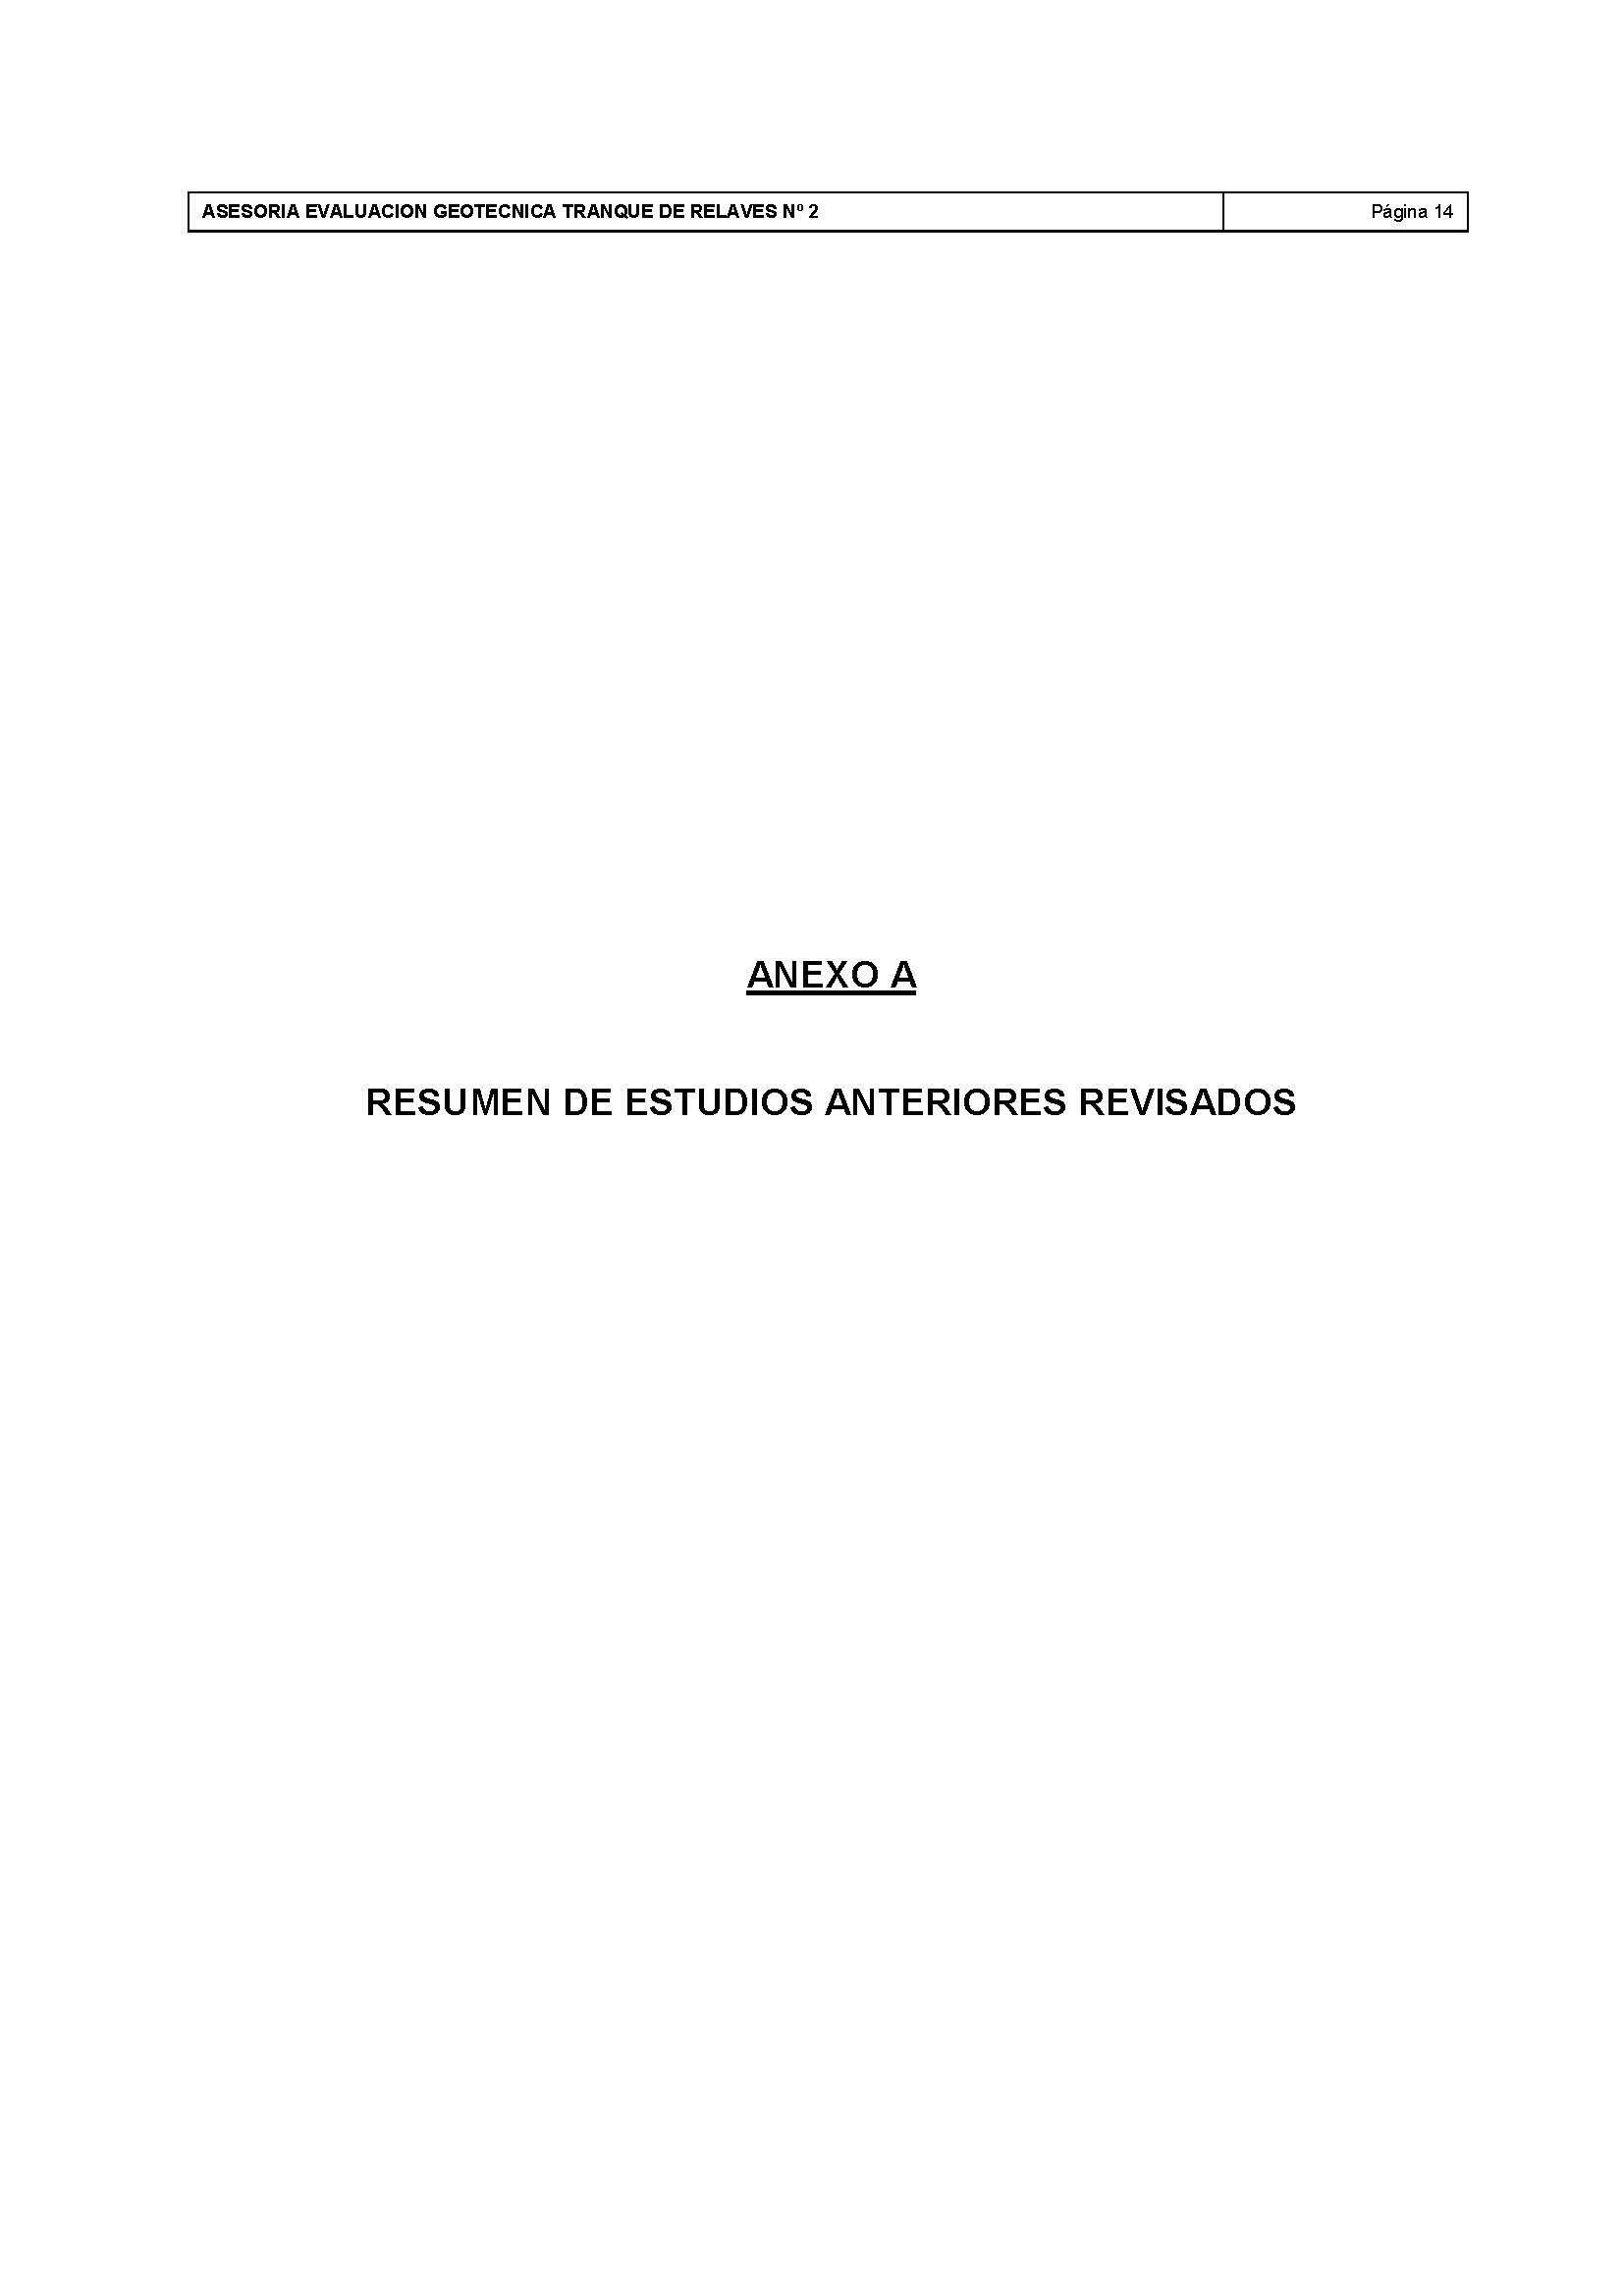 ASESORIA EVALUACION GEOTECNICA TRANQUE DE RELAVES Nº 2 Página 14
ANEXO A
RESUMEN DE ESTUDIOS ANTERIORES REVISADOS